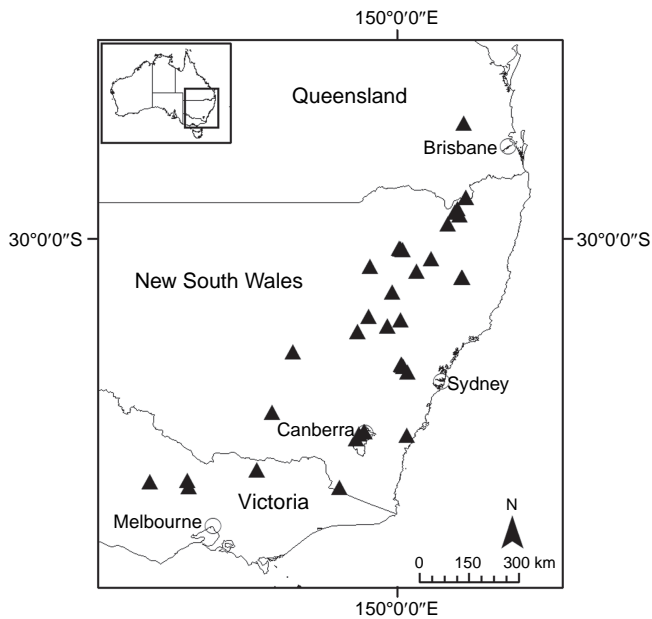 150°0′0″E
Queensland
Brisbane
30°0′0″S
30°0′0″S
New South Wales
Sydney
Canberra
Victoria
N
Melbourne
0 150 300 km
150°0′0″E